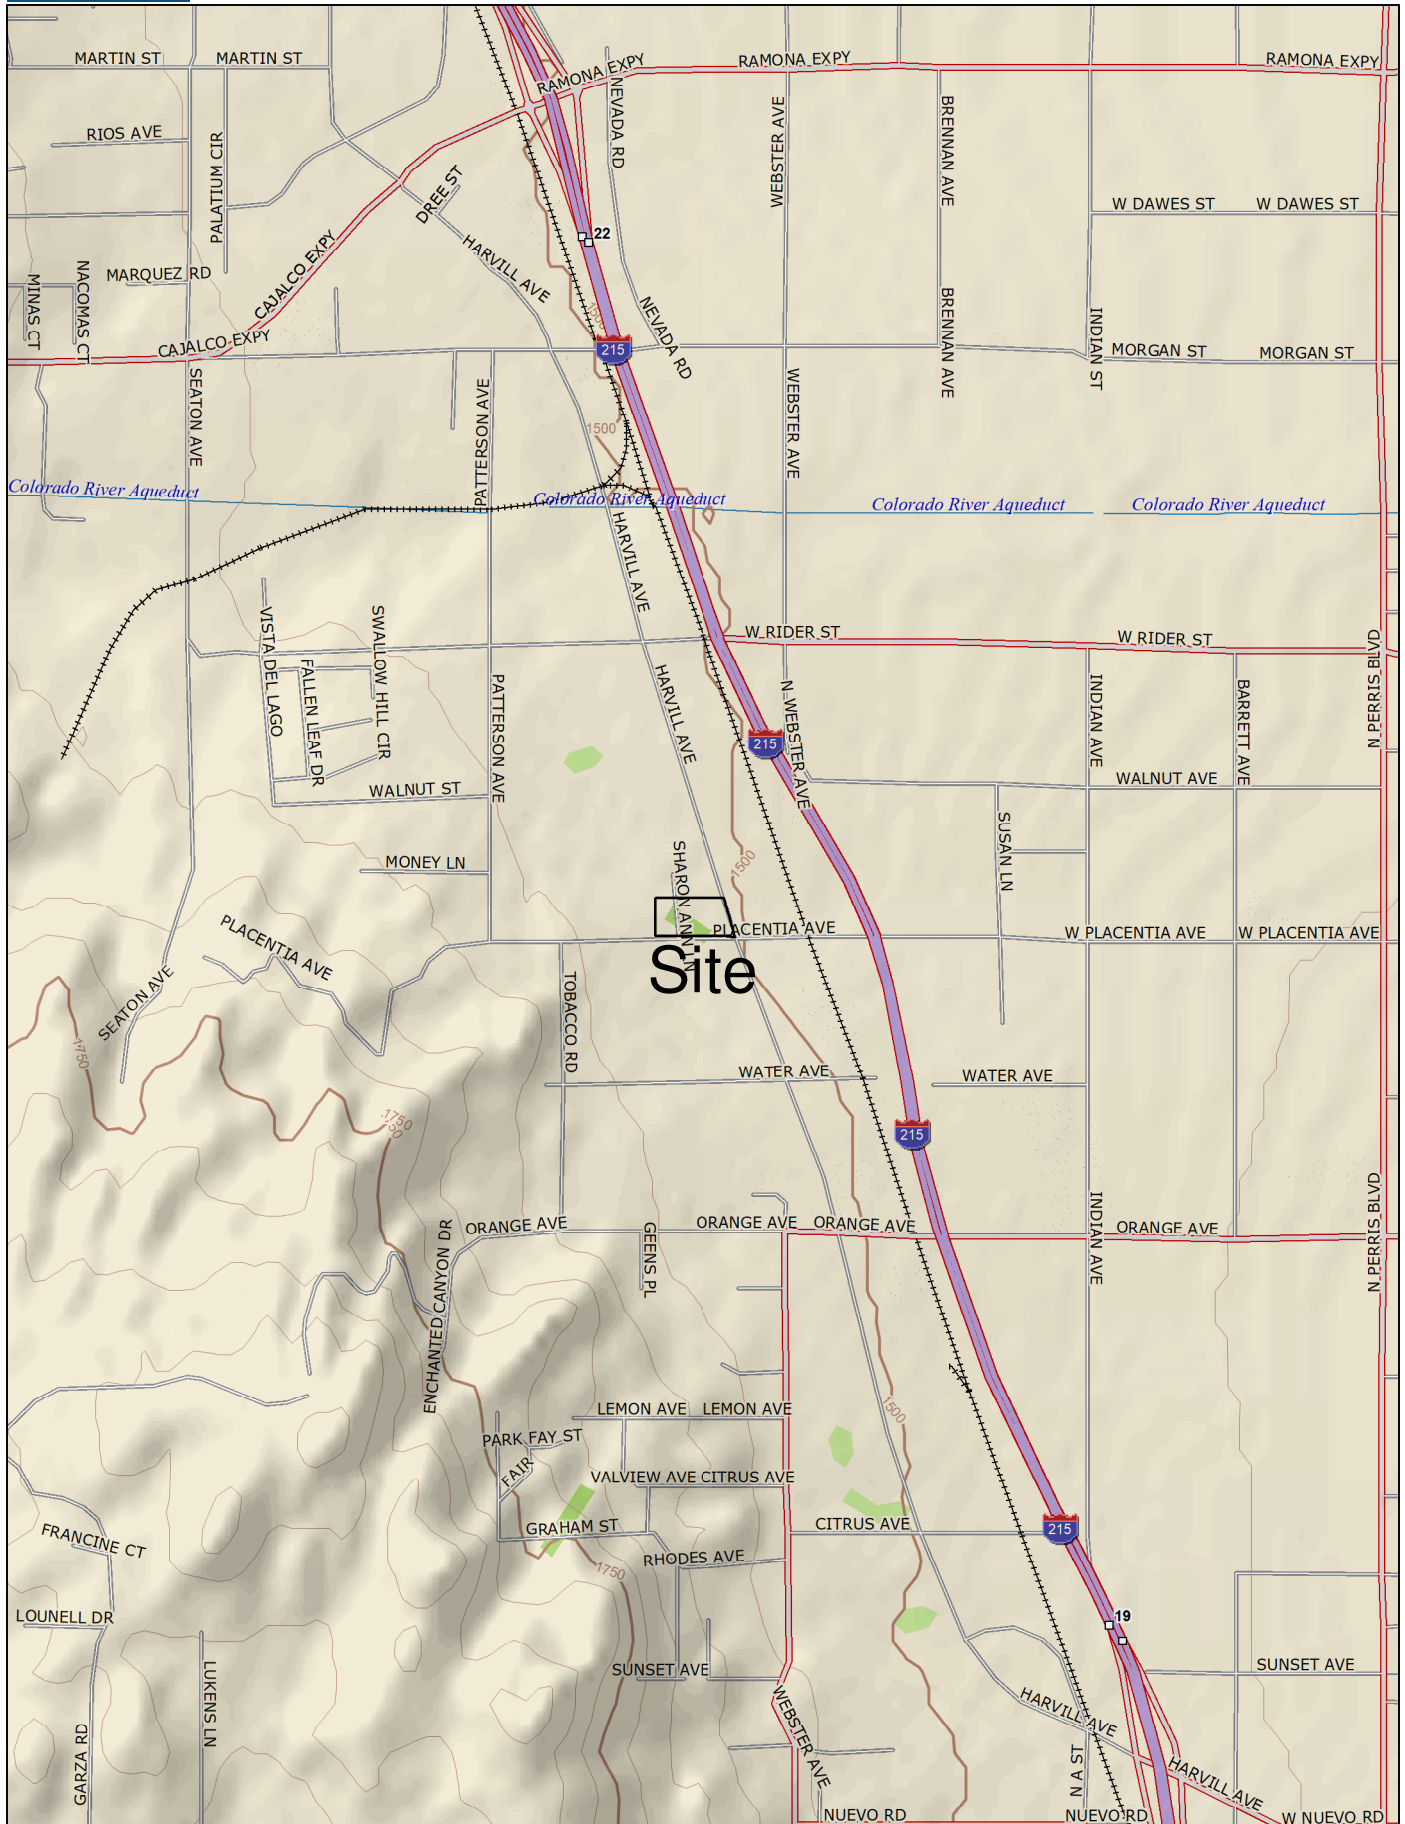 MARTIN ST
MARTIN ST
RAMONA EXPY
RAMONA EXPY
RAMONA EXPY
NEVADA RD
RIOS AVE
PALATIUM CIR
WEBSTER AVE
BRENNAN AVE
DREE ST
W DAWES ST
W DAWES ST
22
HARVILL AVE
MARQUEZ RD
NACOMAS CT
MINAS CT
CAJALCO EXPY
CAJALCO EXPY
1500
NEVADA RD
BRENNAN AVE
INDIAN ST
215
MORGAN ST
MORGAN ST
SEATON AVE
PATTERSON AVE
WEBSTER AVE
1500
Colorado River Aqueduct
Colorado River Aqueduct
Colorado River Aqueduct
Colorado River Aqueduct
HARVILL AVE
VISTA DEL LAGO
SWALLOW HILL CIR
FALLEN LEAF DR
W RIDER ST
W RIDER ST
N PERRIS BLVD
HARVILL AVE
PATTERSON AVE
N WEBSTER AVE
INDIAN AVE
BARRETT AVE
215
WALNUT ST
WALNUT AVE
SUSAN LN
MONEY LN
SHARON ANN LN
1500
PLACENTIA AVE
PLACENTIA AVE
W PLACENTIA AVE
W PLACENTIA AVE
Site
SEATON AVE
TOBACCO RD
1750
WATER AVE
WATER AVE
1750
50
215
ENCHANTED CANYON DR
ORANGE AVE
GEENS PL
ORANGE AVE
ORANGE AVE
INDIAN AVE
ORANGE AVE
N PERRIS BLVD
LEMON AVE
LEMON AVE
1500
PARK FAY ST
FAIR
VALVIEW AVE
CITRUS AVE
FRANCINE CT
GRAHAM ST
CITRUS AVE
215
RHODES AVE
1750
LOUNELL DR
19
LUKENS LN
SUNSET AVE
SUNSET AVE
WEBSTER AVE
HARVILL AVE
GARZA RD
N A ST
HARVILL AVE
NUEVO RD
NUEVO RD
W NUEVO RD